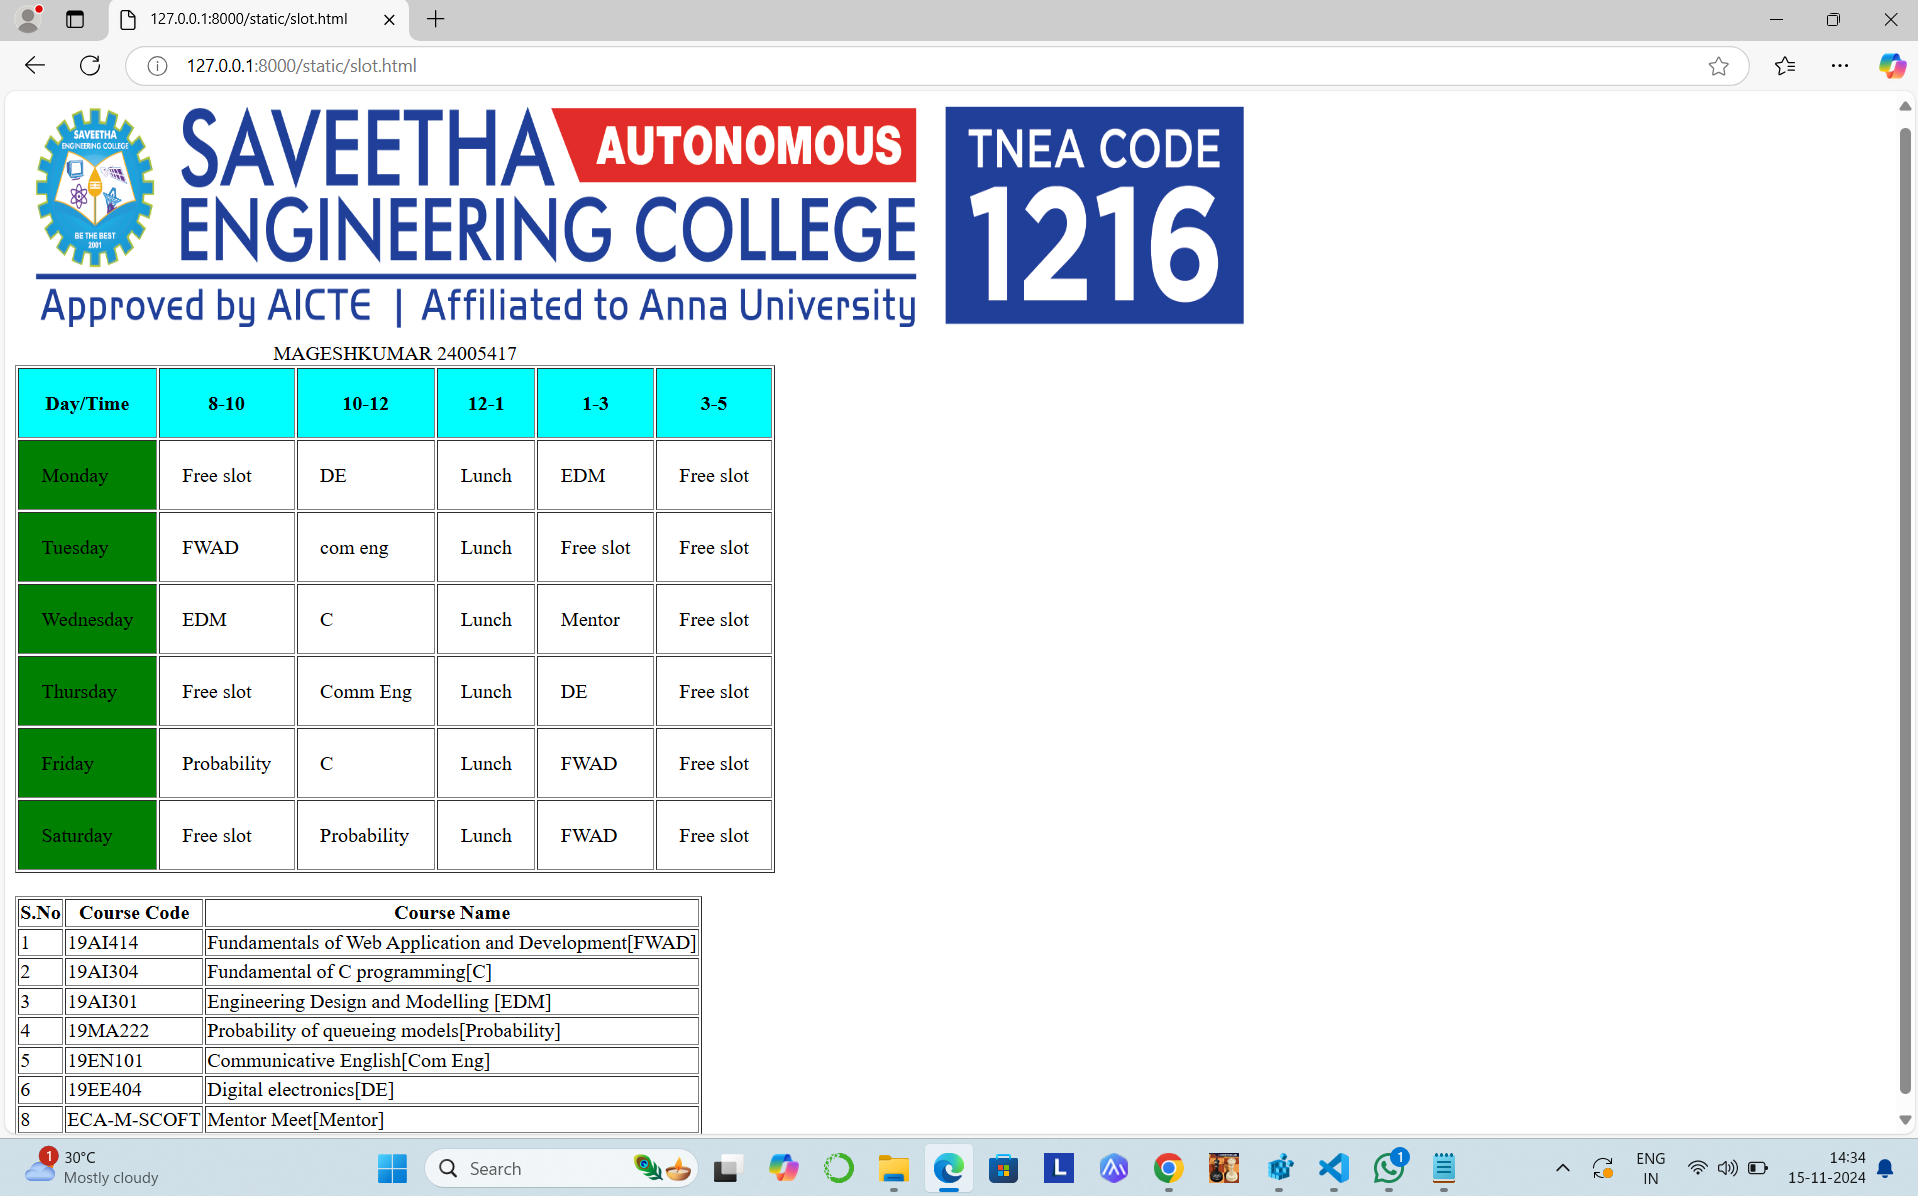 127.0.0.1:8000/static/slot.html
127.0.0.1:8000/static/slot.html
SAVEETHA
ENGINEERING COLLEGE
BE THE BEST
2001
SAVEETHA AUTONOMOUS
ENGINEERING COLLEGE
Approved by AICTE | Affiliated to Anna University
TNEA CODE
1216
MAGESHKUMAR 24005417
Day/Time 8-10 10-12 12-1 1-3 3-5
Monday Free slot DE Lunch EDM Free slot
Tuesday FWAD com eng Lunch Free slot Free slot
Wednesday EDM C Lunch Mentor Free slot
Thursday Free slot Comm Eng Lunch DE Free slot
Friday Probability C Lunch FWAD Free slot
Saturday Free slot Probability Lunch FWAD Free slot
S.No Course Code Course Name
1 19AI414 Fundamentals of Web Application and Development[FWAD]
2 19AI304 Fundamental of C programming[C]
3 19AI301 Engineering Design and Modelling [EDM]
4 19MA222 Probability of queueing models[Probability]
5 19EN101 Communicative English[Com Eng]
6 19EE404 Digital electronics[DE]
8 ECA-M-SCOFT Mentor Meet[Mentor]
1
30°C
Mostly cloudy
Search
L
1
ENG
IN
14:34
15-11-2024